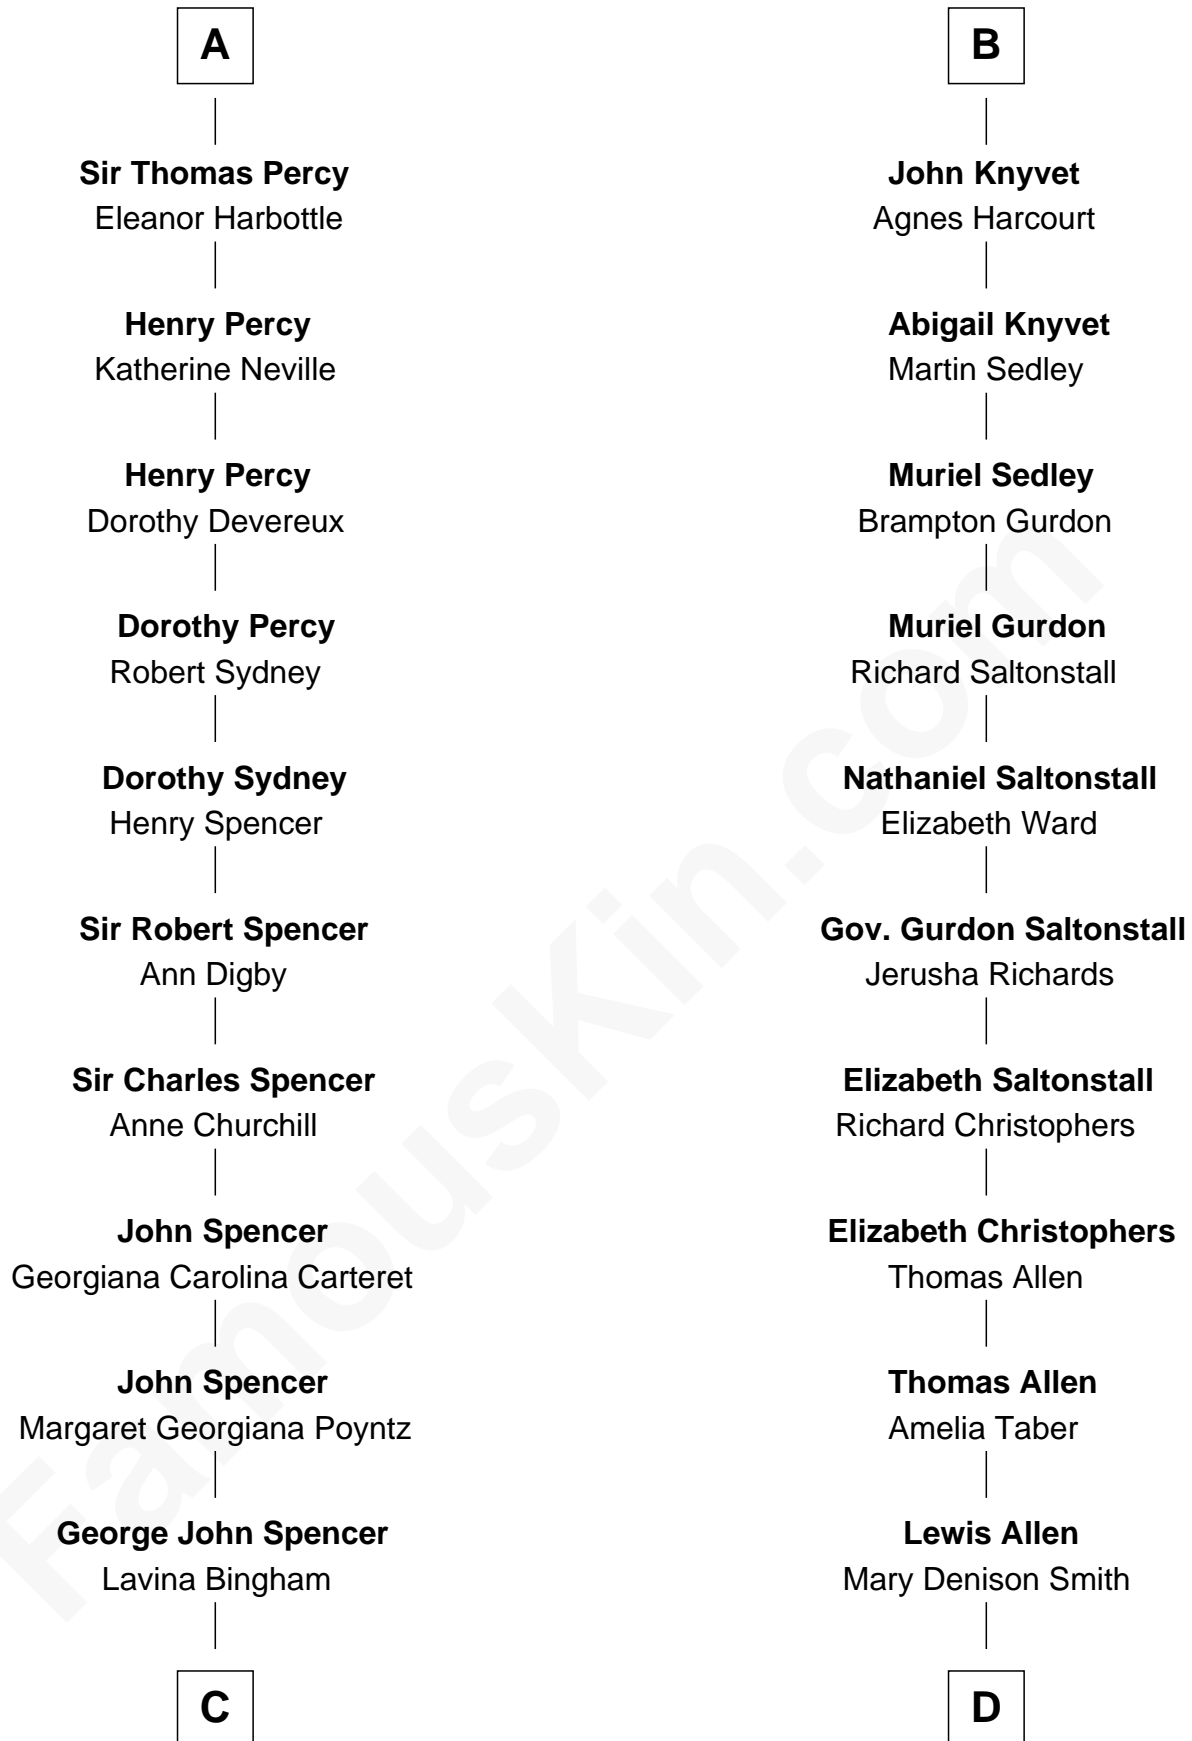 A
Sir Thomas Percy
Eleanor Harbottle
Henry Percy
Katherine Neville
Henry Percy
Dorothy Devereux
Dorothy Percy
Robert Sydney
Dorothy Sydney
Henry Spencer
Sir Robert Spencer
Ann Digby
Sir Charles Spencer
Anne Churchill
John Spencer
Georgiana Carolina Carteret
John Spencer
Margaret Georgiana Poyntz
George John Spencer
Lavina Bingham
C
B
John Knyvet
Agnes Harcourt
Abigail Knyvet
Martin Sedley
Muriel Sedley
Brampton Gurdon
Muriel Gurdon
Richard Saltonstall
Nathaniel Saltonstall
Elizabeth Ward
Gov. Gurdon Saltonstall
Jerusha Richards
Elizabeth Saltonstall
Richard Christophers
Elizabeth Christophers
Thomas Allen
Thomas Allen
Amelia Taber
Lewis Allen
Mary Denison Smith
D
FamousKin.com